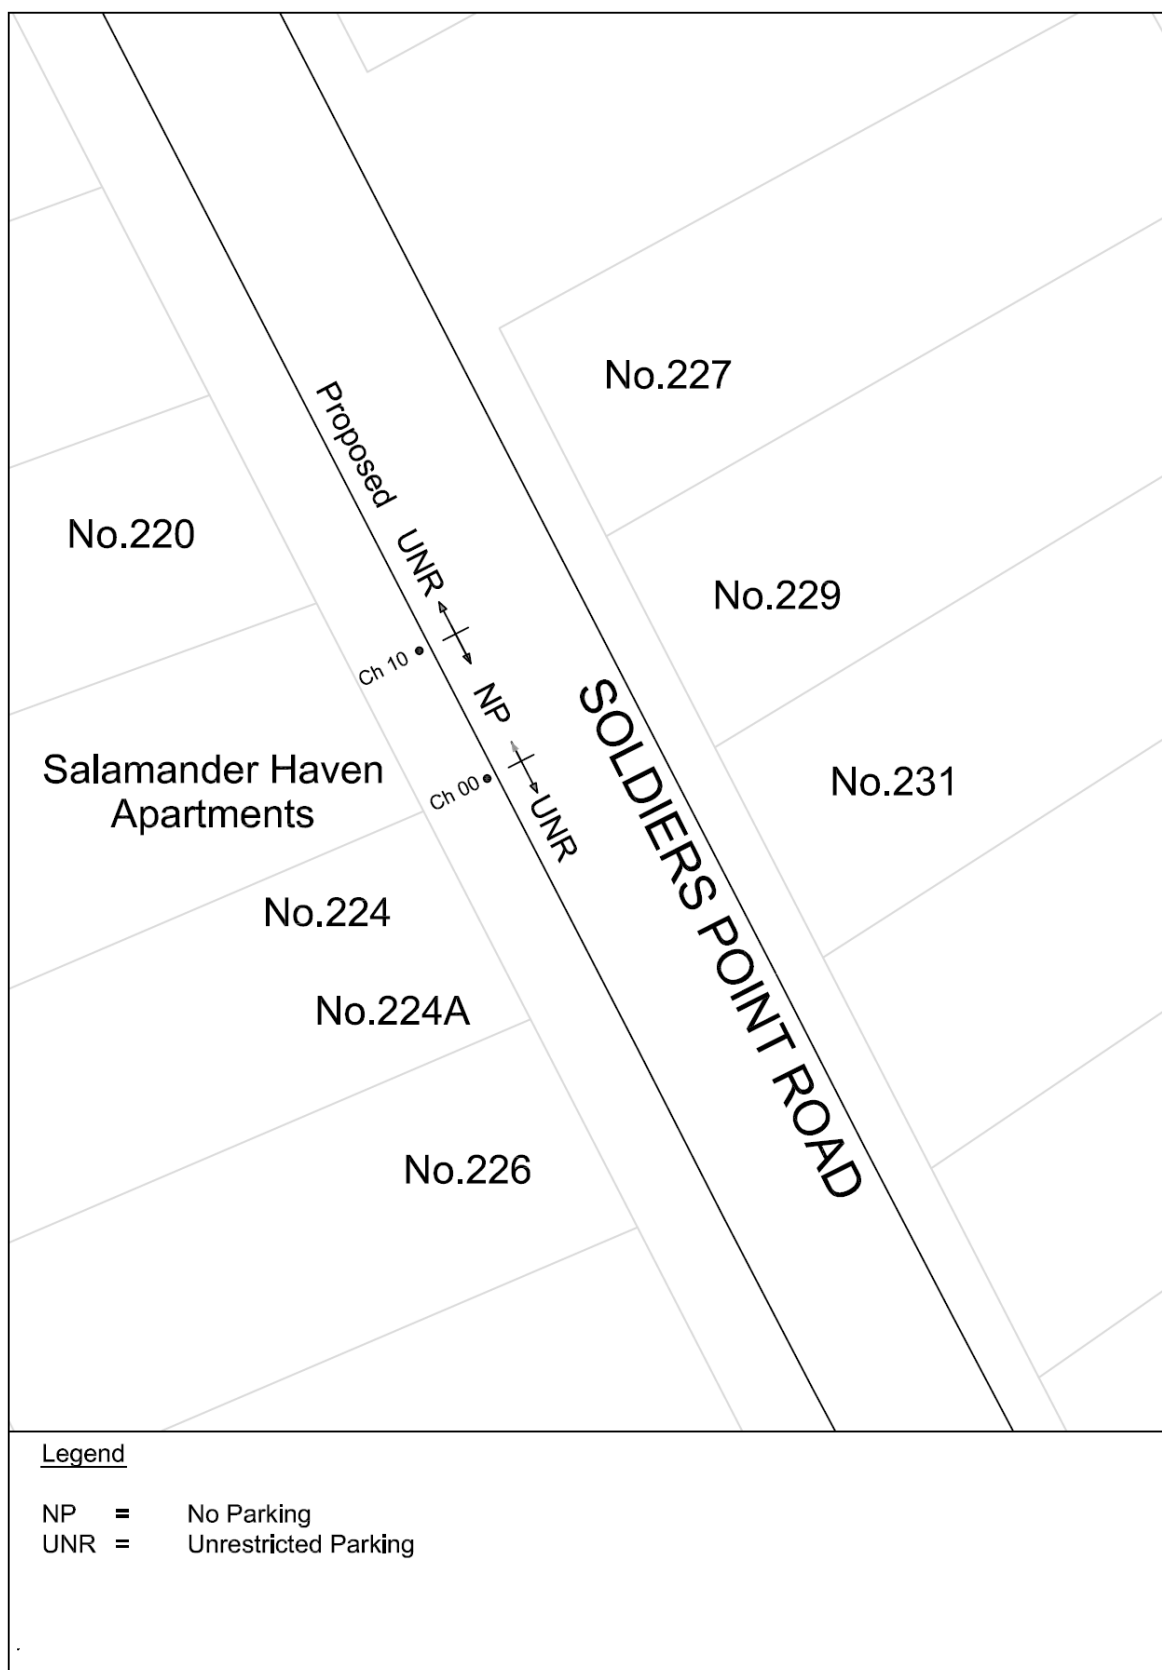 No.227
Proposed
No.220
UNR
No.229
Ch 10
NP
SOLDIERS POINT ROAD
Salamander Haven
Apartments
Ch 00
No.231
UNR
No.224
No.224A
No.226
Legend
NP = No Parking
UNR = Unrestricted Parking